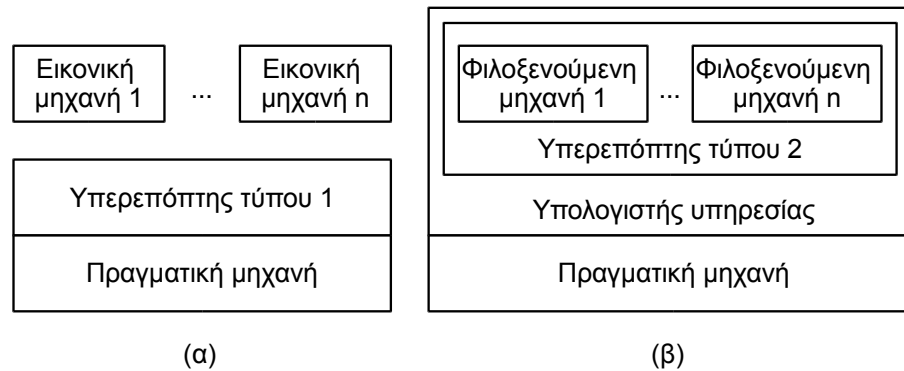 Εικονική
μηχανή 1
...
Εικονική
μηχανή n
Υπερεπόπτης τύπου 1
Πραγματική μηχανή
(α)
Φιλοξενούμενη
μηχανή 1
...
Φιλοξενούμενη
μηχανή n
Υπερεπόπτης τύπου 2
Υπολογιστής υπηρεσίας
Πραγματική μηχανή
(β)